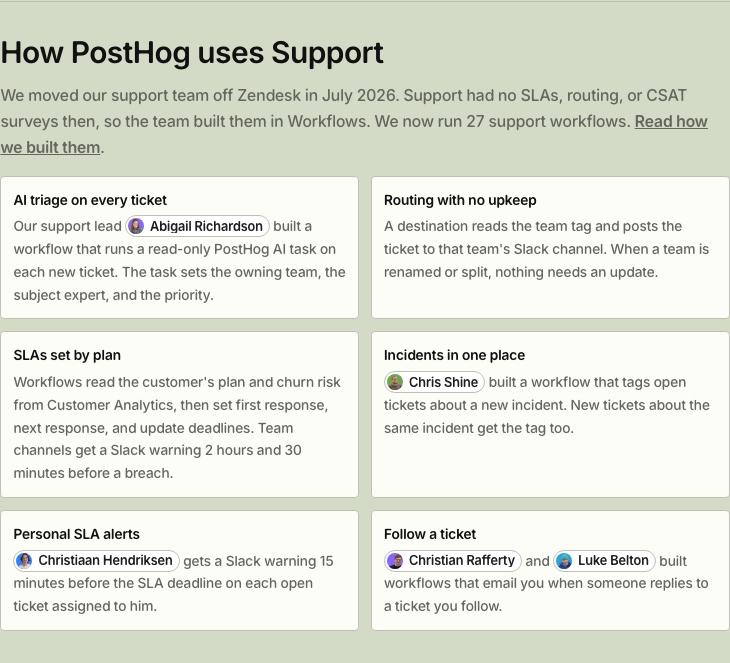 How PostHog uses Support
We moved our support team off Zendesk in July 2026. Support had no SLAs, routing, or CSAT
surveys then, so the team built them in Workflows. We now run 27 support workflows. Read how
we built them.
AI triage on every ticket
Our support lead Abigail Richardson built a
workflow that runs a read-only PostHog AI task on
each new ticket. The task sets the owning team, the
subject expert, and the priority.
Routing with no upkeep
A destination reads the team tag and posts the
ticket to that team's Slack channel. When a team is
renamed or split, nothing needs an update.
SLAs set by plan
Workflows read the customer's plan and churn risk
from Customer Analytics, then set first response,
next response, and update deadlines. Team
channels get a Slack warning 2 hours and 30
minutes before a breach.
Incidents in one place
Chris Shine built a workflow that tags open
tickets about a new incident. New tickets about the
same incident get the tag too.
Personal SLA alerts
Christiaan Hendriksen gets a Slack warning 15
minutes before the SLA deadline on each open
ticket assigned to him.
Follow a ticket
Christian Rafferty and Luke Belton built
workflows that email you when someone replies to
a ticket you follow.